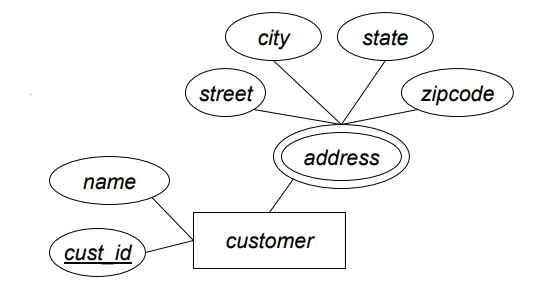 city
state
street
zipcode
address
name
customer
cust_id